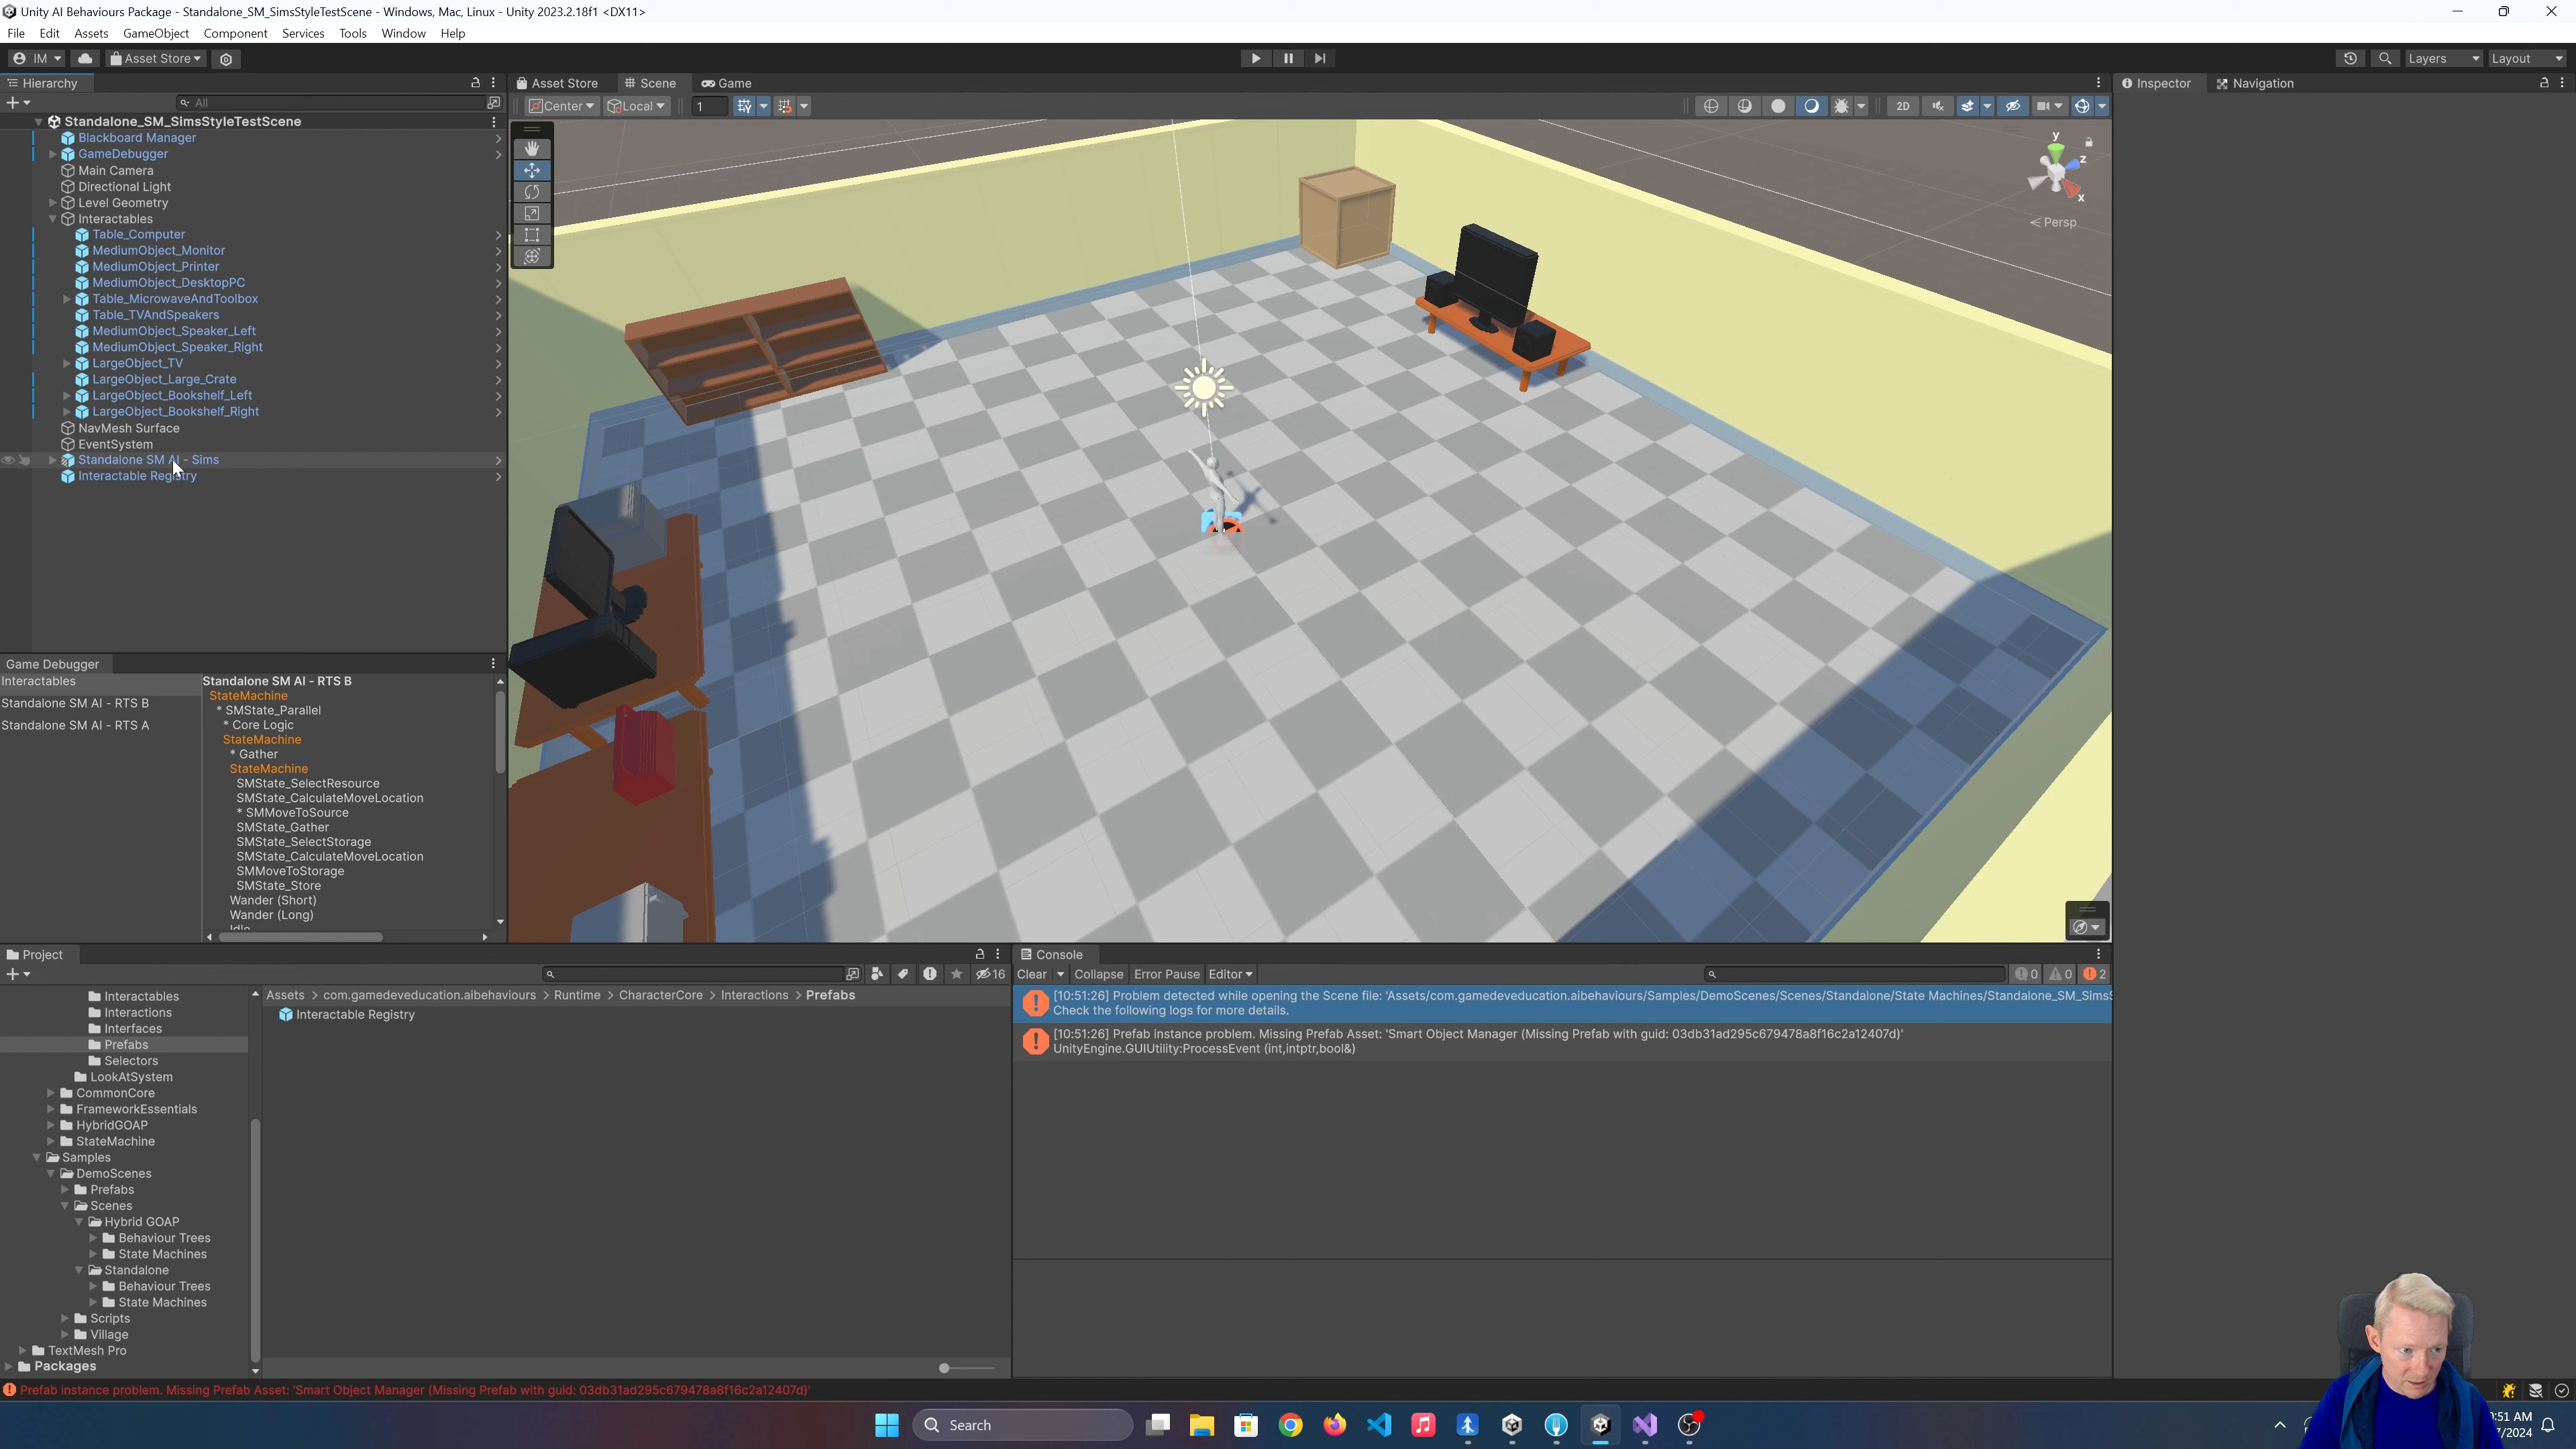 Unity AI Behaviours Package - Standalone_SM_SimsStyleTestScene - Windows, Mac, Linux - Unity 2023.2.18f1 <DX11>
File Edit Assets GameObject Component Services Tools Window Help
IM Asset Store Layers Layout
Hierarchy
All
Standalone_SM_SimsStyleTestScene
Blackboard Manager
GameDebugger
Main Camera
Directional Light
Level Geometry
Interactables
Table_Computer
MediumObject_Monitor
MediumObject_Printer
MediumObject_DesktopPC
Table_MicrowaveAndToolbox
Table_TVAndSpeakers
MediumObject_Speaker_Left
MediumObject_Speaker_Right
LargeObject_TV
LargeObject_Large_Crate
LargeObject_Bookshelf_Left
LargeObject_Bookshelf_Right
NavMesh Surface
EventSystem
Standalone SM AI - Sims
Interactable Registry
Asset Store Scene Game
Center Local 1 2D
y
z
x
Persp
Inspector Navigation
Game Debugger
Interactables
Standalone SM AI - RTS B
Standalone SM AI - RTS A
Standalone SM AI - RTS B
StateMachine
* SMState_Parallel
* Core Logic
StateMachine
* Gather
StateMachine
SMState_SelectResource
SMState_CalculateMoveLocation
* SMMoveToSource
SMState_Gather
SMState_SelectStorage
SMState_CalculateMoveLocation
SMMoveToStorage
SMState_Store
Wander (Short)
Wander (Long)
Idle
Project
16
Interactables
Interactions
Interfaces
Prefabs
Selectors
LookAtSystem
CommonCore
FrameworkEssentials
HybridGOAP
StateMachine
Samples
DemoScenes
Prefabs
Scenes
Hybrid GOAP
Behaviour Trees
State Machines
Standalone
Behaviour Trees
State Machines
Scripts
Village
TextMesh Pro
Packages
Assets > com.gamedeveducation.aibehaviours > Runtime > CharacterCore > Interactions > Prefabs
Interactable Registry
Console
Clear Collapse Error Pause Editor 0 0 2
[10:51:26] Problem detected while opening the Scene file: 'Assets/com.gamedeveducation.aibehaviours/Samples/DemoScenes/Scenes/Standalone/State Machines/Standalone_SM_SimsS
Check the following logs for more details.
[10:51:26] Prefab instance problem. Missing Prefab Asset: 'Smart Object Manager (Missing Prefab with guid: 03db31ad295c679478a8f16c2a12407d)'
UnityEngine.GUIUtility:ProcessEvent (int,intptr,bool&)
Prefab instance problem. Missing Prefab Asset: 'Smart Object Manager (Missing Prefab with guid: 03db31ad295c679478a8f16c2a12407d)'
Search
:51 AM
/2024